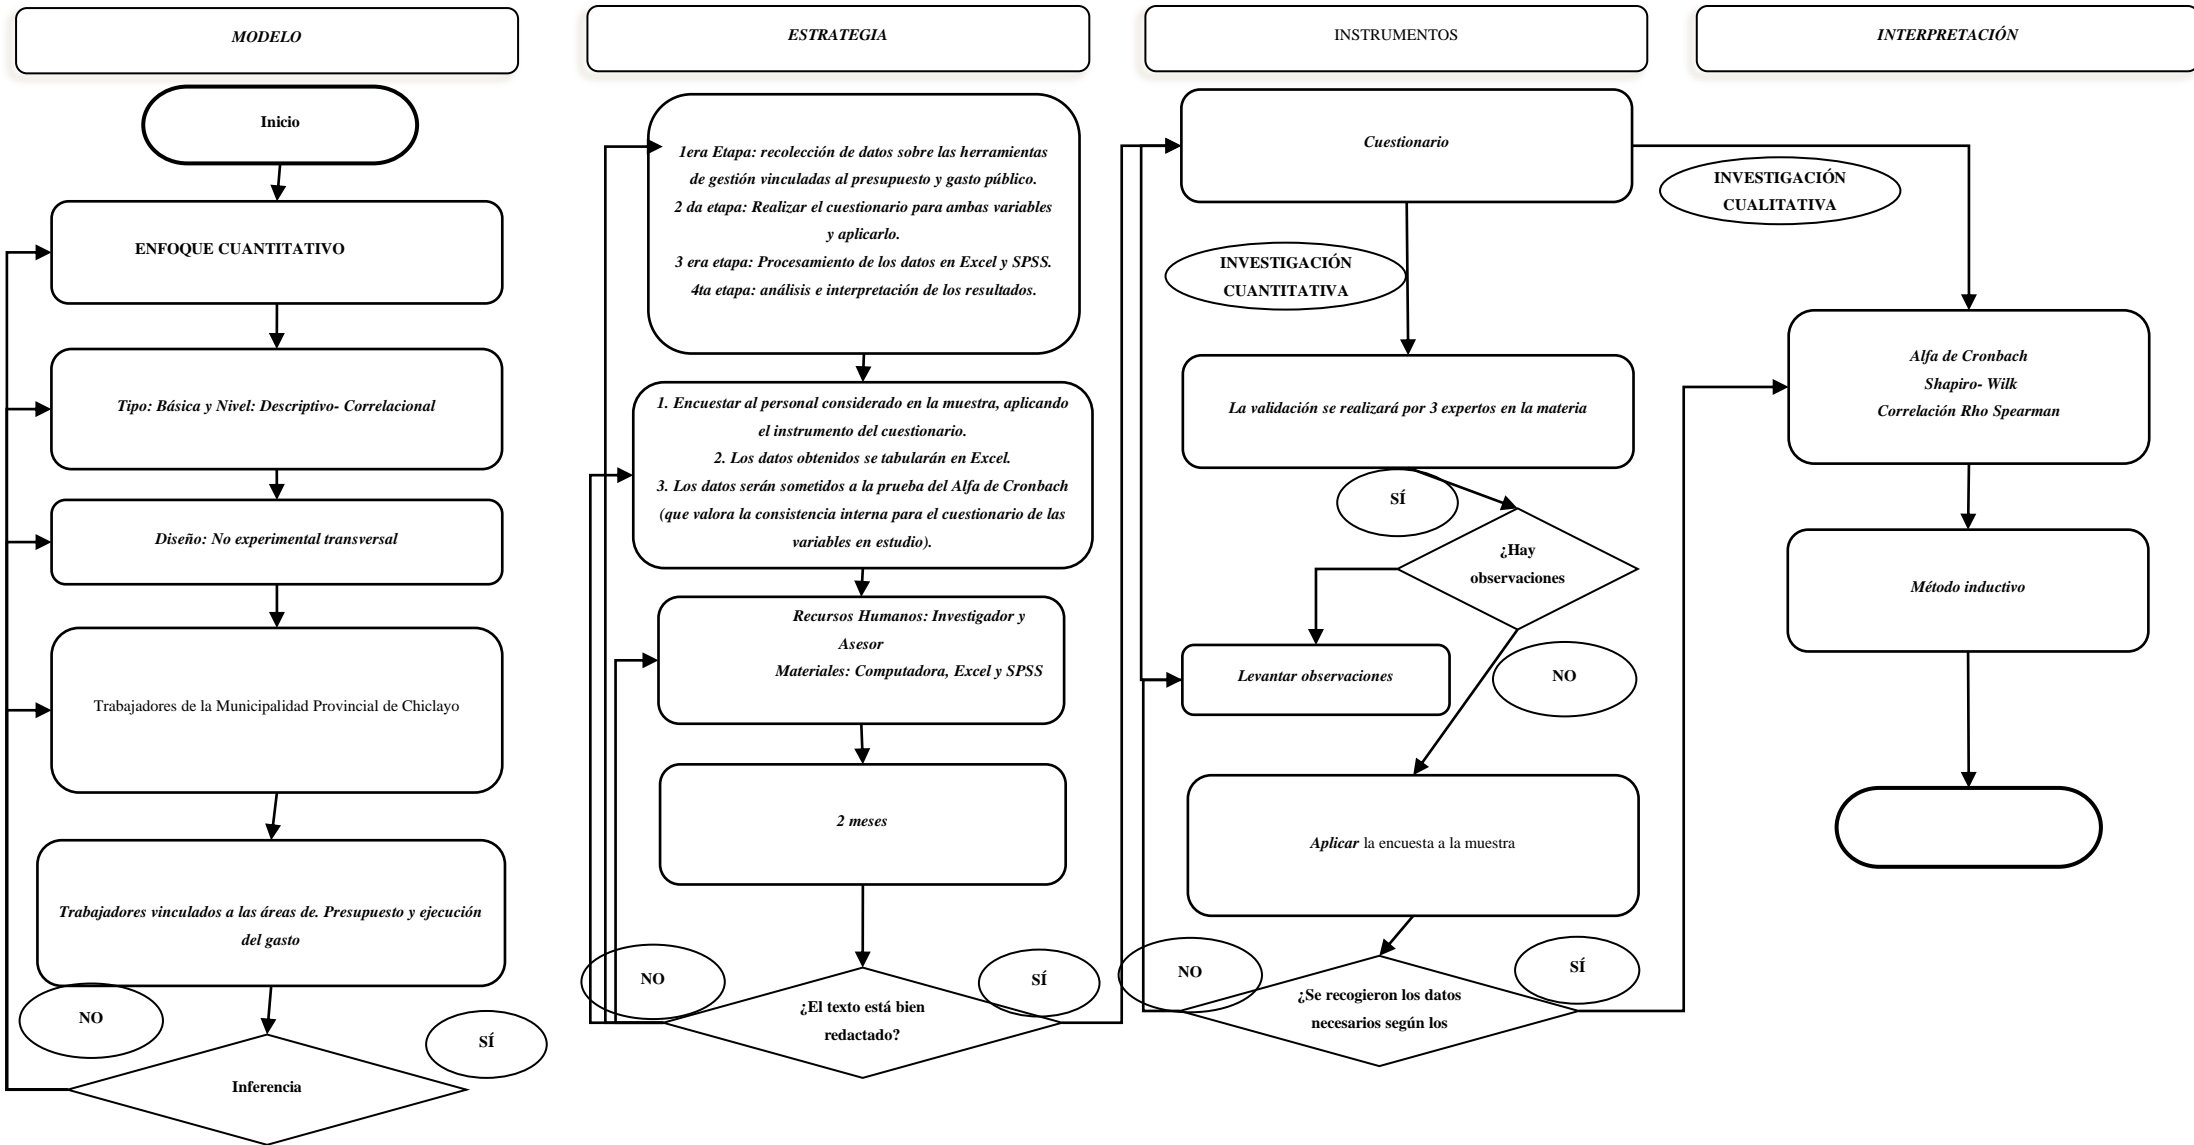 MODELO
Inicio
ENFOQUE CUANTITATIVO
Tipo: Básica y Nivel: Descriptivo- Correlacional
Diseño: No experimental transversal
Trabajadores de la Municipalidad Provincial de Chiclayo
Trabajadores vinculados a las áreas de. Presupuesto y ejecución
del gasto
NO
SÍ
Inferencia
ESTRATEGIA
1era Etapa: recolección de datos sobre las herramientas
de gestión vinculadas al presupuesto y gasto público.
2 da etapa: Realizar el cuestionario para ambas variables
y aplicarlo.
3 era etapa: Procesamiento de los datos en Excel y SPSS.
4ta etapa: análisis e interpretación de los resultados.
1. Encuestar al personal considerado en la muestra, aplicando
el instrumento del cuestionario.
2. Los datos obtenidos se tabularán en Excel.
3. Los datos serán sometidos a la prueba del Alfa de Cronbach
(que valora la consistencia interna para el cuestionario de las
variables en estudio).
Recursos Humanos: Investigador y
Asesor
Materiales: Computadora, Excel y SPSS
2 meses
NO
SÍ
¿El texto está bien
redactado?
INSTRUMENTOS
Cuestionario
INVESTIGACIÓN
CUANTITATIVA
La validación se realizará por 3 expertos en la materia
SÍ
¿Hay
observaciones
Levantar observaciones
NO
Aplicar la encuesta a la muestra
NO
SÍ
¿Se recogieron los datos
necesarios según los
INTERPRETACIÓN
INVESTIGACIÓN
CUALITATIVA
Alfa de Cronbach
Shapiro- Wilk
Correlación Rho Spearman
Método inductivo